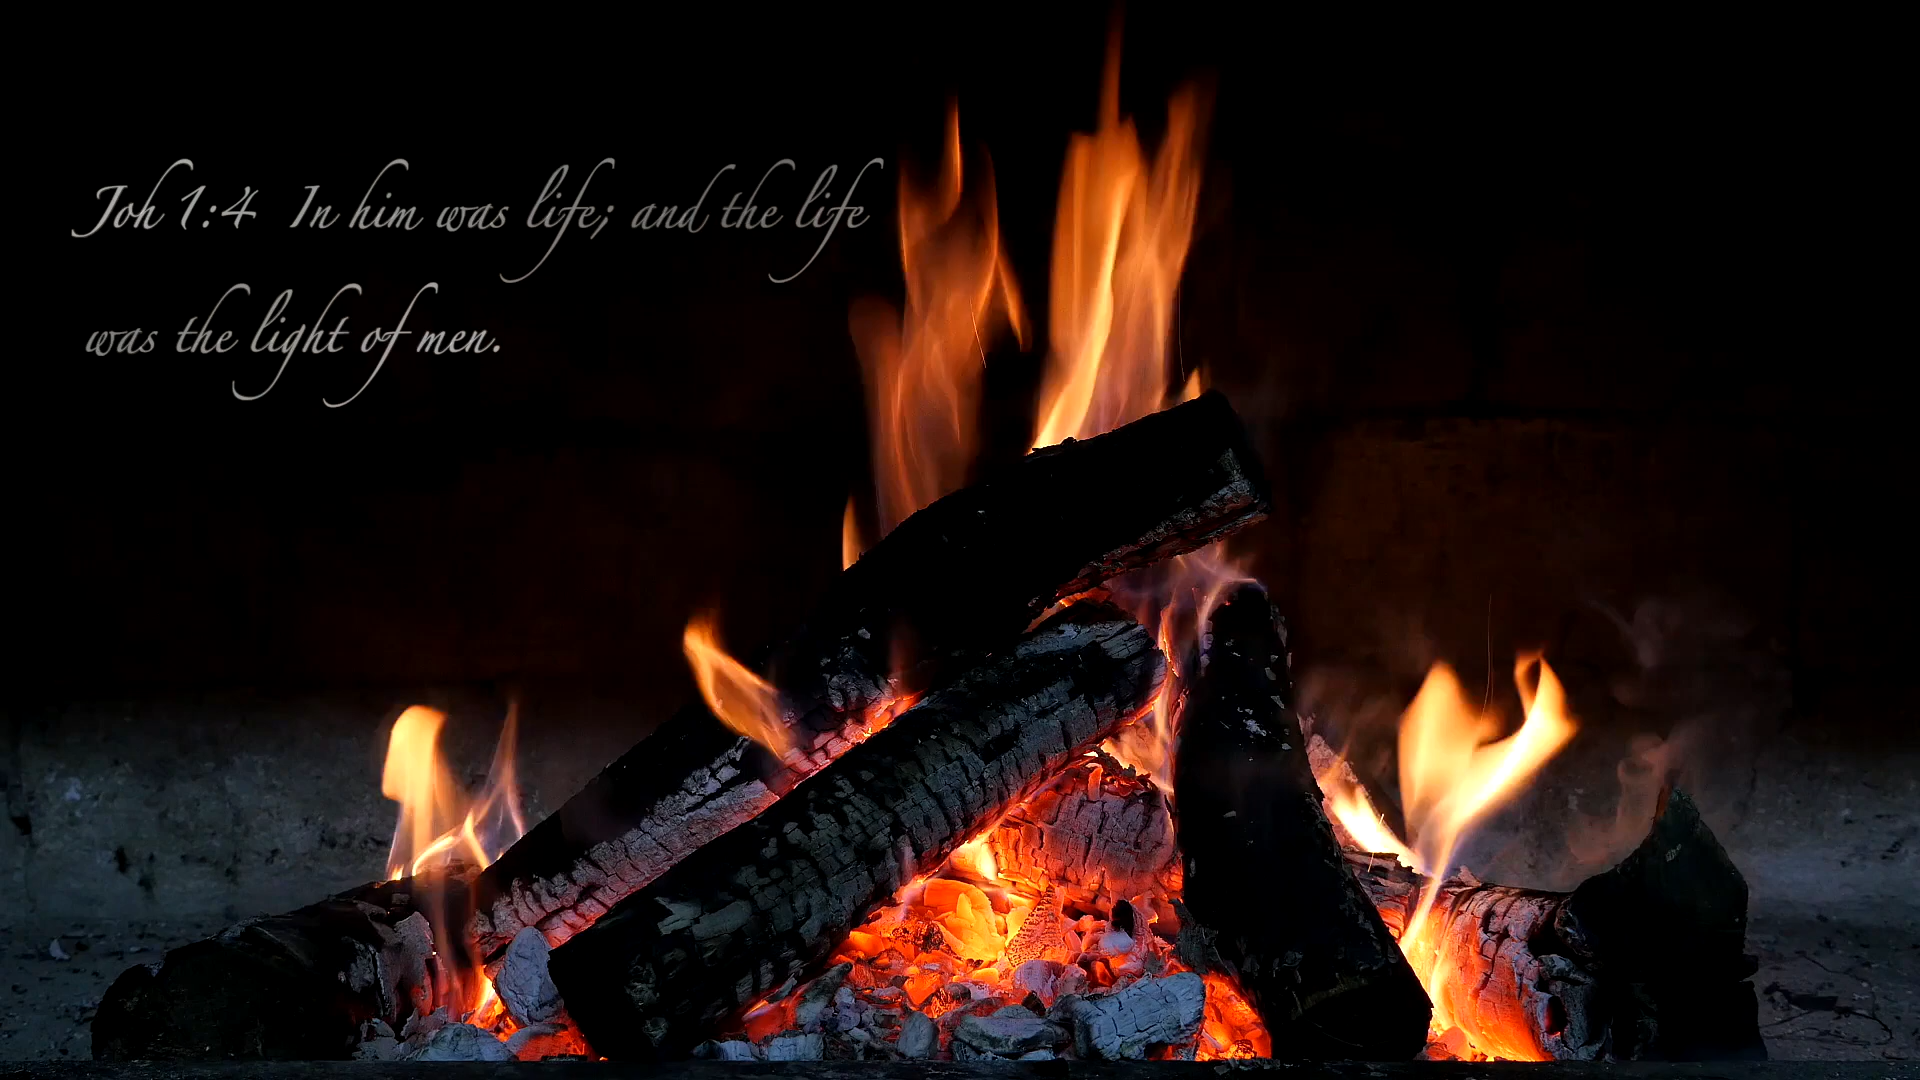 Joh 1:4  In him was life; and the life
was the light of men.